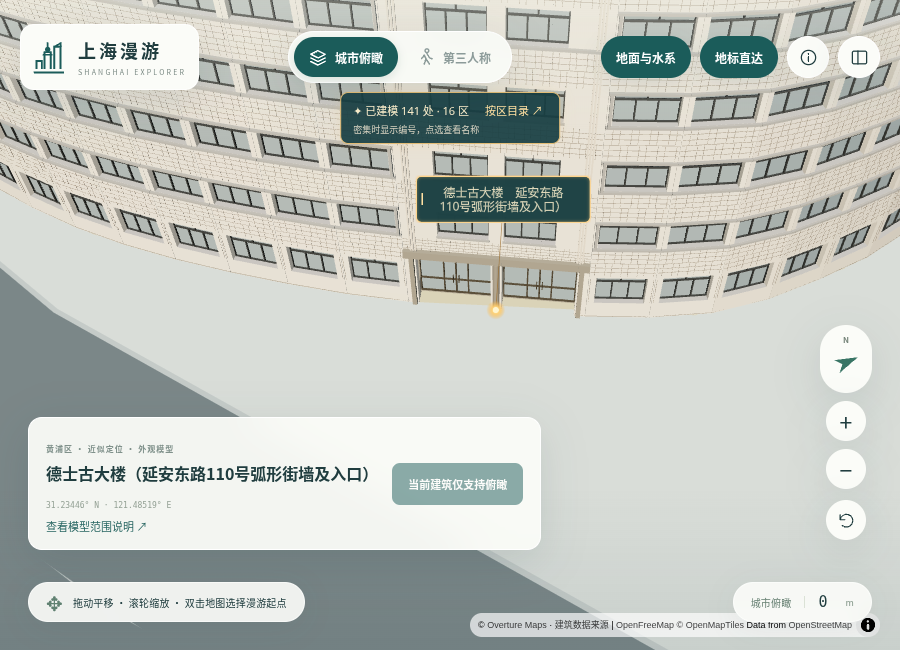 上海漫游
SHANGHAI EXPLORER
城市俯瞰
第三人称
地面与水系
地标直达
✦ 已建模 141 处 · 16 区 按区目录 ↗
密集时显示编号，点选查看名称
德士古大楼 延安东路
110号弧形街墙及入口）
N
黄浦区 · 近似定位 · 外观模型
德士古大楼（延安东路110号弧形街墙及入口）
当前建筑仅支持俯瞰
31.23446° N · 121.48519° E
查看模型范围说明 ↗
拖动平移 · 滚轮缩放 · 双击地图选择漫游起点
城市俯瞰 0 m
© Overture Maps · 建筑数据来源 | OpenFreeMap © OpenMapTiles Data from OpenStreetMap